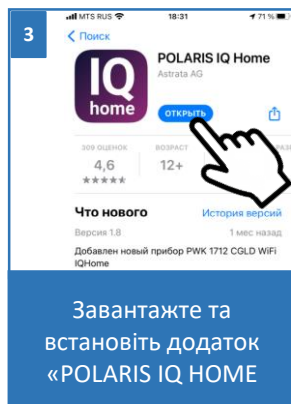 3
MTS RUS 18:31 71 %
Поиск
IQ
home
POLARIS IQ Home
Astrata AG
ОТКРЫТЬ
309 ОЦЕНОК ВОЗРАСТ
4,6 12+
Что нового История версий
Версия 1.8 1 мес назад
Добавлен новый прибор PWK 1712 CGLD WiFi
IQHome
Завантажте та
встановіть додаток
«POLARIS IQ HOME